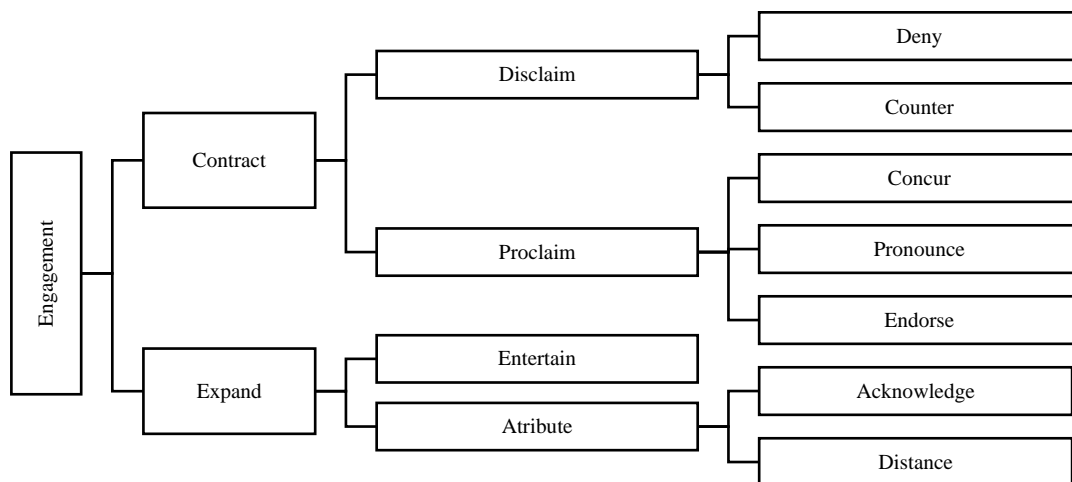 Engagement
Contract
Disclaim
Deny
Counter
Proclaim
Concur
Pronounce
Endorse
Expand
Entertain
Atribute
Acknowledge
Distance